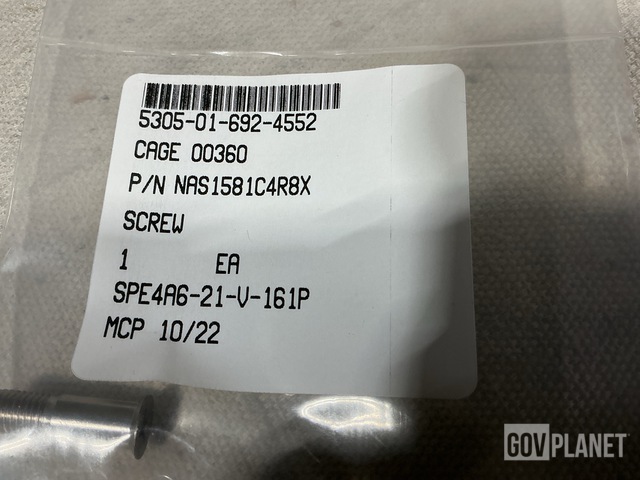 5305-01-692-4552
CAGE 00360
P/N NAS1581C4R8X
SCREW
1 EA
SPE4A6-21-V-161P
MCP 10/22
GOVPLANET